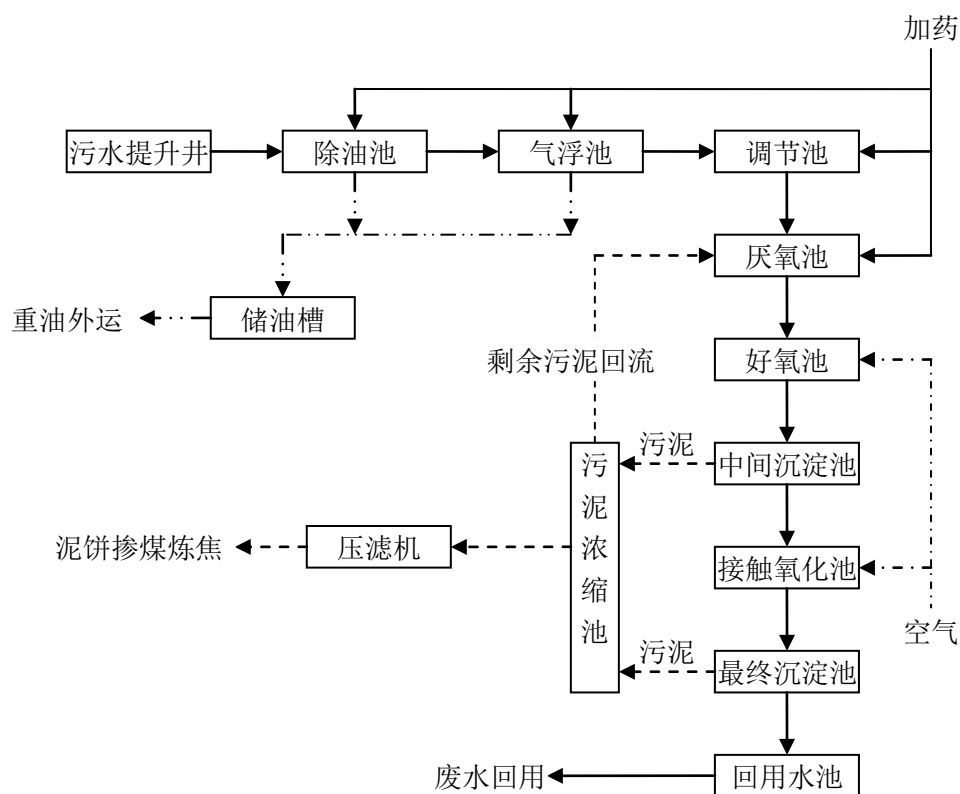 加药
污水提升井
除油池
气浮池
调节池
厌氧池
重油外运
储油槽
剩余污泥回流
好氧池
污泥
中间沉淀池
污泥浓缩池
泥饼掺煤炼焦
压滤机
接触氧化池
空气
污泥
最终沉淀池
废水回用
回用水池